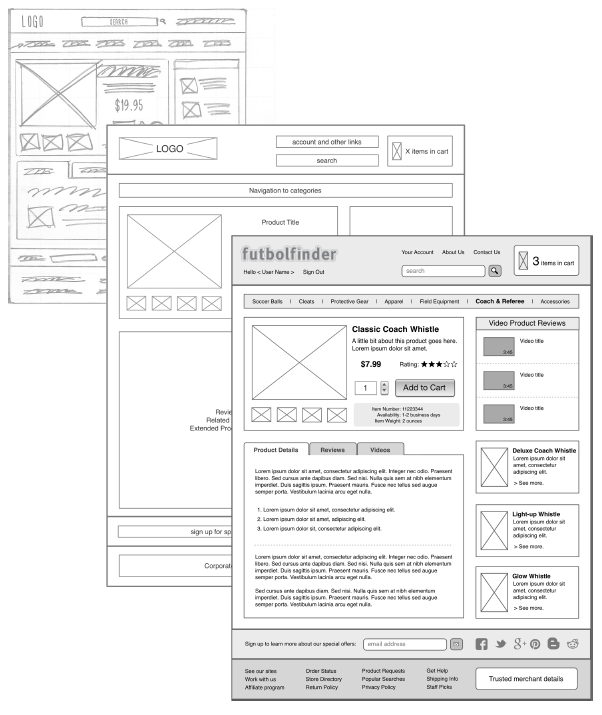 LOGO
SEARCH
$19.95
LOGO
account and other links
search
X items in cart
Navigation to categories
Product Title
sign up for sp
futbolfinder
Hello < User Name > Sign Out
Your Account About Us Contact Us
search
3 items in cart
Soccer Balls | Cleats | Protective Gear | Apparel | Field Equipment | Coach & Referee | Accessories
Classic Coach Whistle
A little bit about this product goes here.
Lorem ipsum dolor sit amet.
$7.99 Rating: ★★★☆☆
1 Add to Cart
Item Number: 11223344
Availability: 1-2 business days
Item Weight: 2 ounces
Video Product Reviews
Video title
3:45
Video title
3:45
Video title
3:45
Product Details Reviews Videos
Lorem ipsum dolor sit amet, consectetur adipiscing elit. Integer nec odio. Praesent
libero. Sed cursus ante dapibus diam. Sed nisi. Nulla quis sem at nibh elementum
imperdiet. Duis sagittis ipsum. Praesent mauris. Fusce nec tellus sed augue
semper porta. Vestibulum lacinia arcu eget nulla.
1. Lorem ipsum dolor sit amet, consectetur adipiscing elit.
2. Lorem ipsum dolor sit amet, adipiscing elit.
3. Lorem ipsum dolor sit, consectetur adipiscing elit.
Lorem ipsum dolor sit amet, consectetur adipiscing elit. Integer nec odio. Praesent
libero. Sed cursus ante dapibus diam. Sed nisi. Nulla quis sem at nibh elementum
imperdiet. Duis sagittis ipsum. Praesent mauris. Fusce nec tellus sed augue
semper porta. Vestibulum lacinia arcu eget nulla.
Sed cursus ante dapibus diam. Sed nisi. Nulla quis sem at nibh elementum
imperdiet. Duis sagittis ipsum. Praesent mauris. Fusce nec tellus sed augue
semper porta. Vestibulum lacinia arcu eget nulla.
Deluxe Coach Whistle
Lorem ipsum dolor sit
amet, consectetur
adipiscing elit.
> See more.
Light-up Whistle
Lorem ipsum dolor sit
amet, consectetur
adipiscing elit.
> See more.
Glow Whistle
Lorem ipsum dolor sit
amet, consectetur
adipiscing elit.
> See more.
Revie
Related
Extended Pro
Corporat
Sign up to learn more about our special offers: email address
See our sites
Work with us
Affiliate program
Order Status
Store Directory
Return Policy
Product Requests
Popular Searches
Privacy Policy
Get Help
Shipping Info
Staff Picks
Trusted merchant details